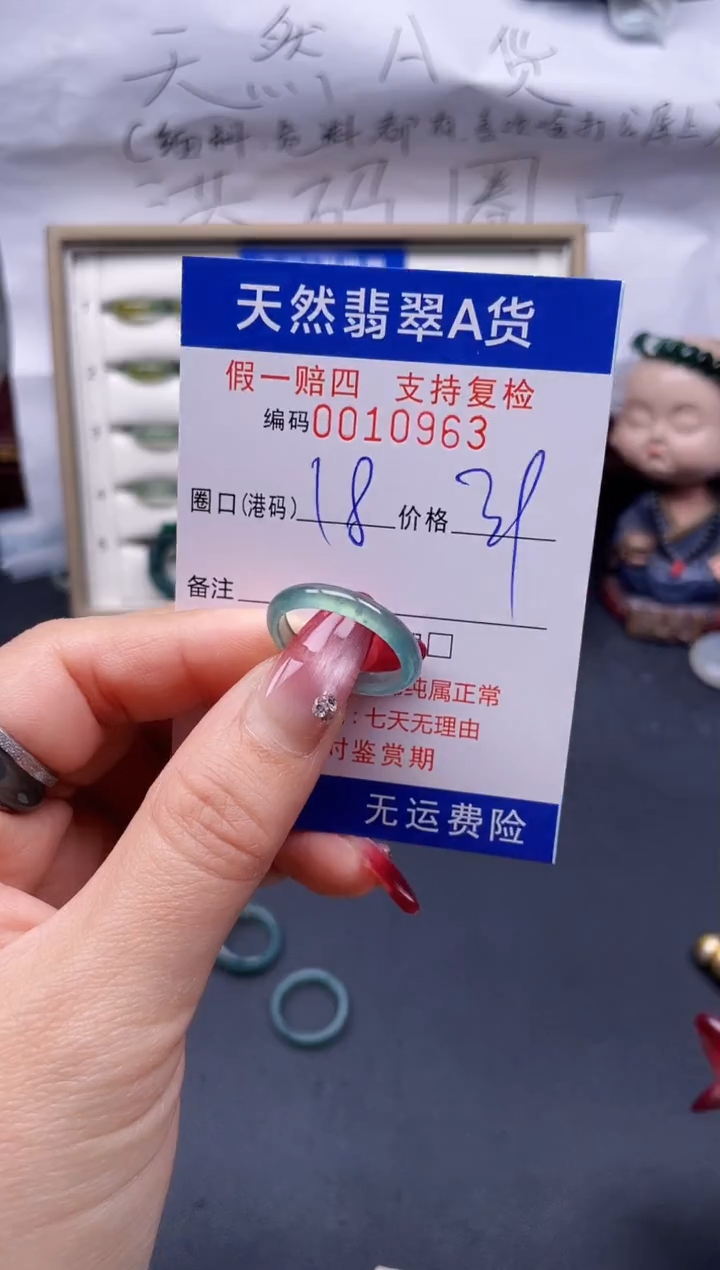 天然A货
港码圈口
天然翡翠A货
假一赔四 支持复检
编码0010963
圈口(港码) 18 价格
备注
纯属正常
:七天无理由
时鉴赏期
无运费险